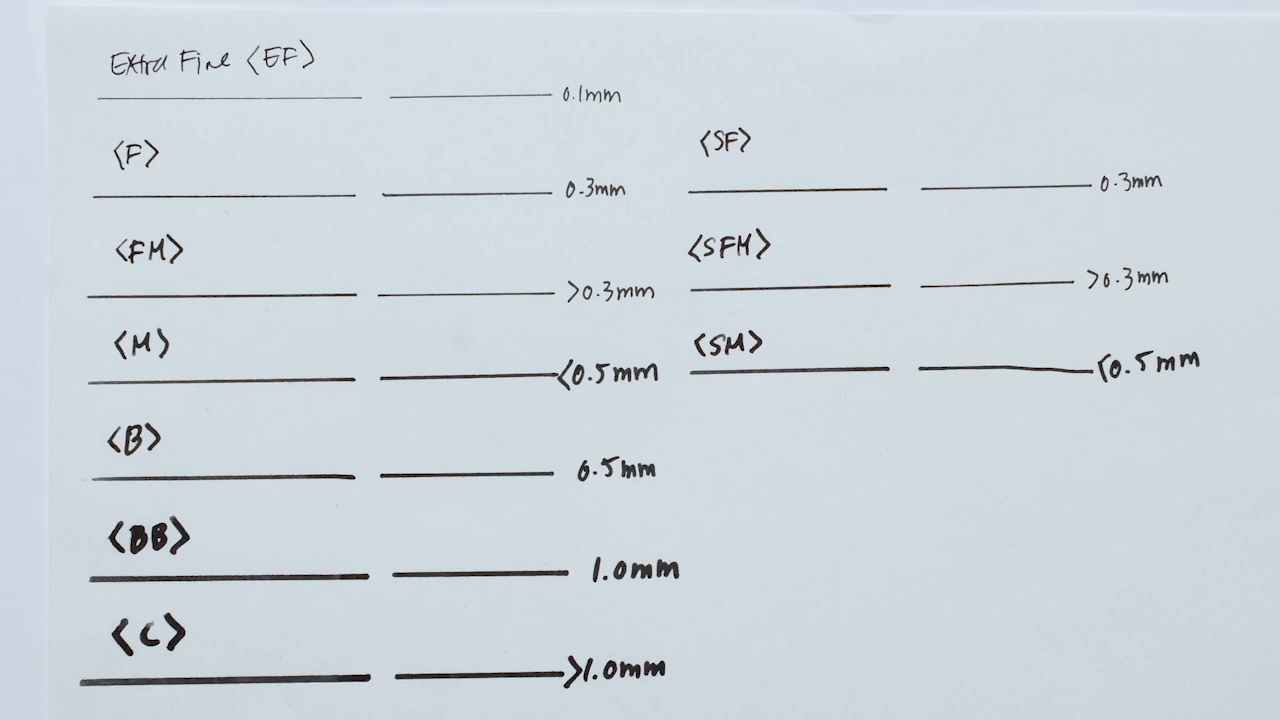 Extra Fine <EF>
0.1mm
<F>
0.3mm
<FM>
>0.3mm
<M>
<0.5mm
<B>
0.5mm
<BB>
1.0mm
<C>
>1.0mm
<SF>
0.3mm
<SFM>
>0.3mm
<SM>
<0.5mm